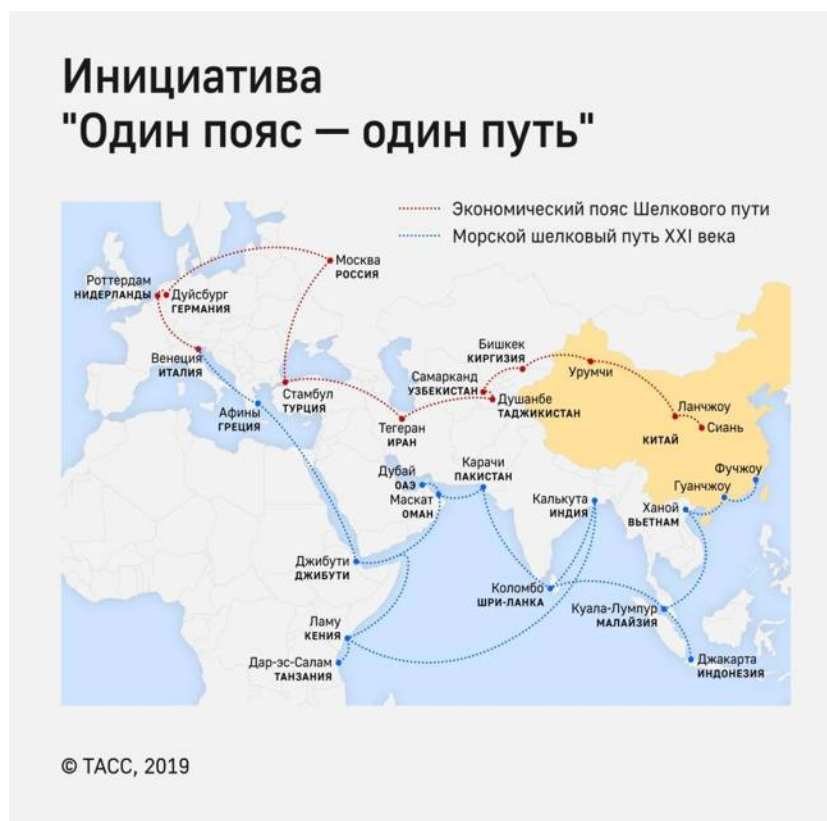 Инициатива
"Один пояс — один путь"
Экономический пояс Шелкового пути
Морской шелковый путь XXI века
Москва
РОССИЯ
Роттердам
НИДЕРЛАНДЫ
Дуйсбург
ГЕРМАНИЯ
Венеция
ИТАЛИЯ
Бишкек
КИРГИЗИЯ
Урумчи
Самарканд
УЗБЕКИСТАН
Стамбул
ТУРЦИЯ
Душанбе
ТАДЖИКИСТАН
Афины
ГРЕЦИЯ
Тегеран
ИРАН
Ланчжоу
Сиань
КИТАЙ
Карачи
ПАКИСТАН
Дубай
ОАЭ
Маскат
ОМАН
Фучжоу
Гуанчжоу
Калькута
ИНДИЯ
Ханой
ВЬЕТНАМ
Джибути
ДЖИБУТИ
Коломбо
ШРИ-ЛАНКА
Куала-Лумпур
МАЛАЙЗИЯ
Ламу
КЕНИЯ
Дар-эс-Салам
ТАНЗАНИЯ
Джакарта
ИНДОНЕЗИЯ
© ТАСС, 2019